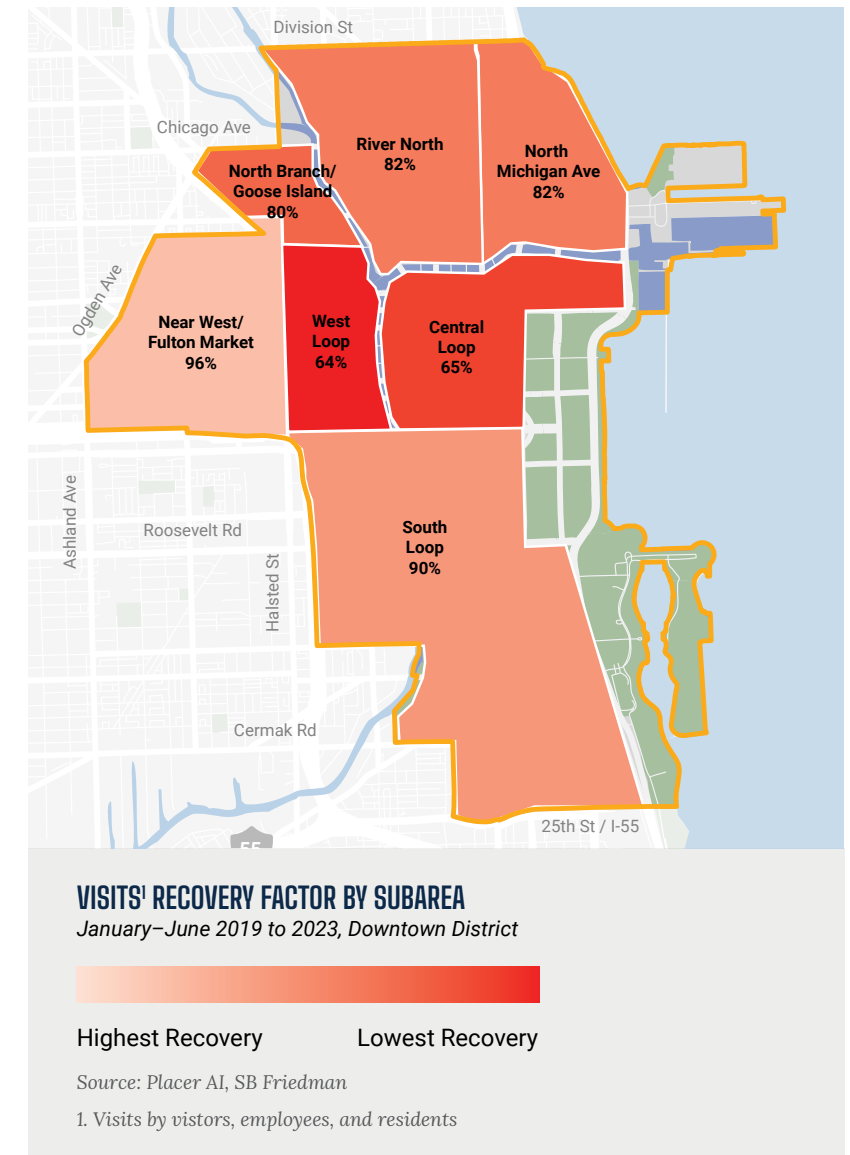 Division St
Chicago Ave
River North
82%
North
Michigan Ave
82%
North Branch/
Goose Island
80%
Ogden Ave
Near West/
Fulton Market
96%
West
Loop
64%
Central
Loop
65%
South
Loop
90%
Ashland Ave
Roosevelt Rd
Halsted St
Cermak Rd
25th St / I-55
55
VISITS¹ RECOVERY FACTOR BY SUBAREA
January–June 2019 to 2023, Downtown District
Highest Recovery Lowest Recovery
Source: Placer AI, SB Friedman
1. Visits by vistors, employees, and residents